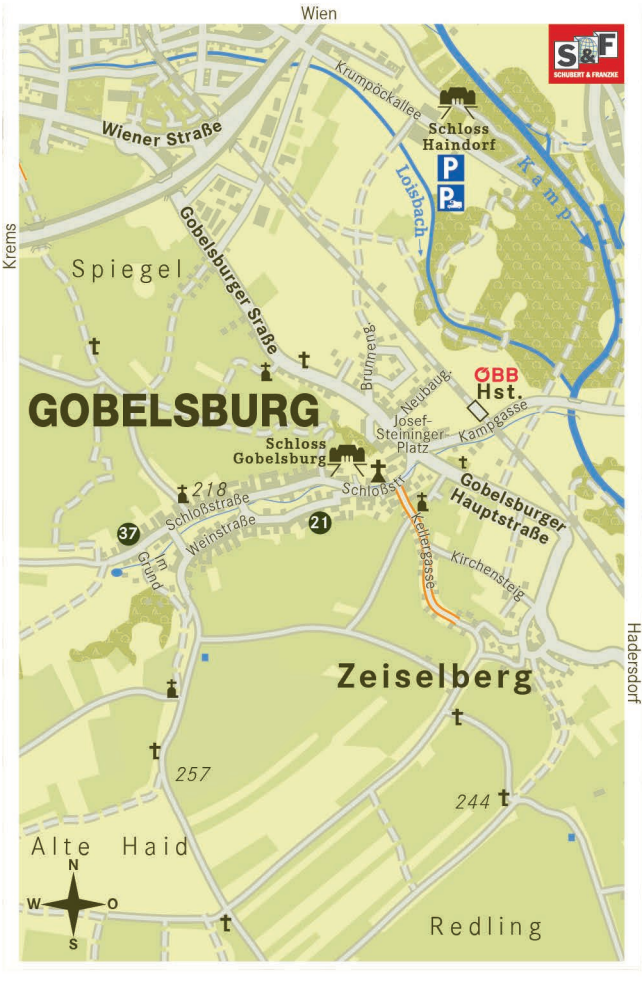 Wien
S&F
SCHUBERT & FRANZKE
Krumpöckallee
Wiener Straße
Schloss
Haindorf
P
P
Kamp
Loisbach
Krems
Spiegel
Gobelsburger Sraße
Brunneng.
ÖBB
Hst.
Neubaug.
GOBELSBURG
Josef-
Steininger-
Platz
Kampgasse
Schloss
Gobelsburg
Schloßstr.
218
Schloßstraße
Gobelsburger
Hauptstraße
21
37
Weinstraße
Im
Grund
Kellergasse
Kirchensteig
Hadersdorf
Zeiselberg
257
244
Alte Haid
N
W
O
S
Redling